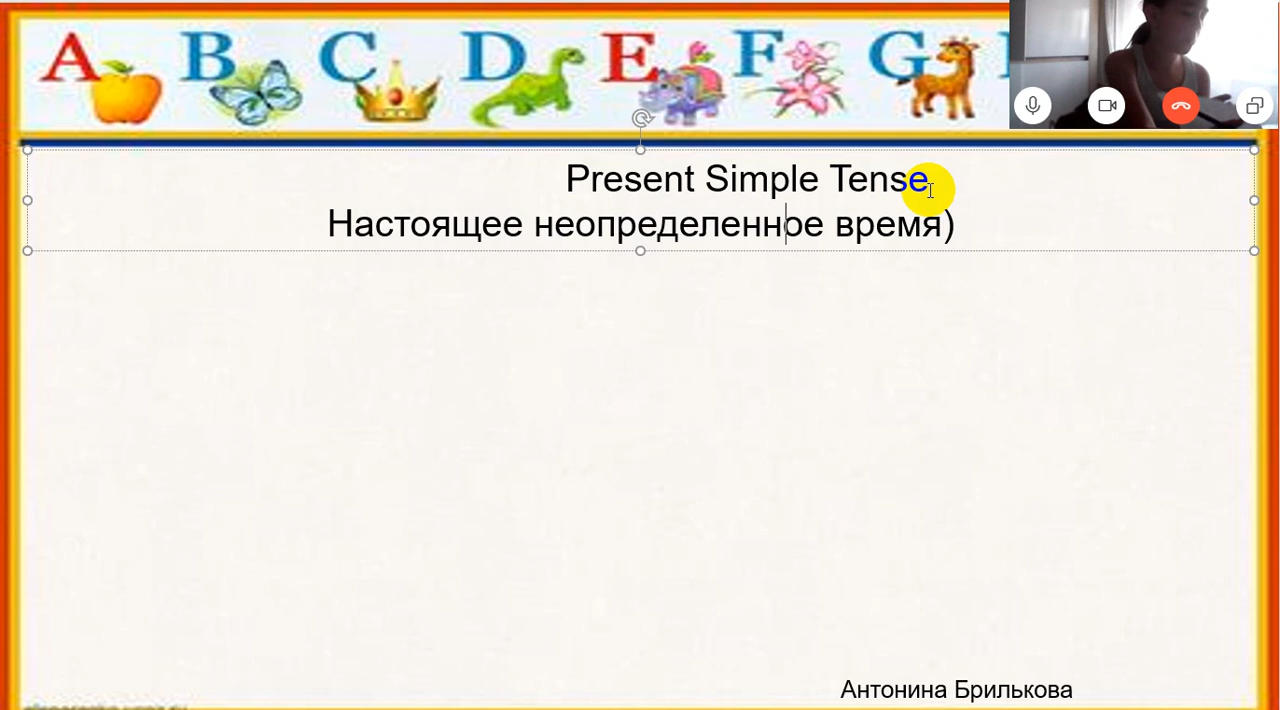 A B C D E F G
Present Simple Tense
Настоящее неопределенное время)
Антонина Брилькова